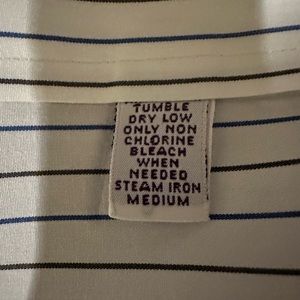 TUMBLE
DRY LOW
ONLY NON
CHLORINE
BLEACH
WHEN
NEEDED
STEAM IRON
MEDIUM